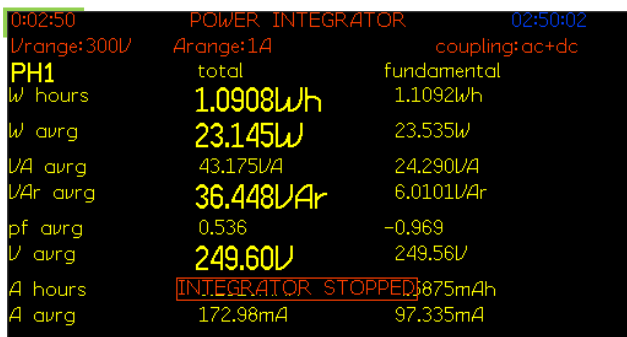 0:02:50 POWER INTEGRATOR 02:50:02
Vrange:300V Arange:1A coupling:ac+dc
PH1 total fundamental
W hours 1.0908Wh 1.1092Wh
W avrg 23.145W 23.535W
VA avrg 43.175VA 24.290VA
VAr avrg 36.448VAr 6.0101VAr
pf avrg 0.536 -0.969
V avrg 249.60V 249.56V
A hours INTEGRATOR STOPPED 5875mAh
A avrg 172.98mA 97.335mA